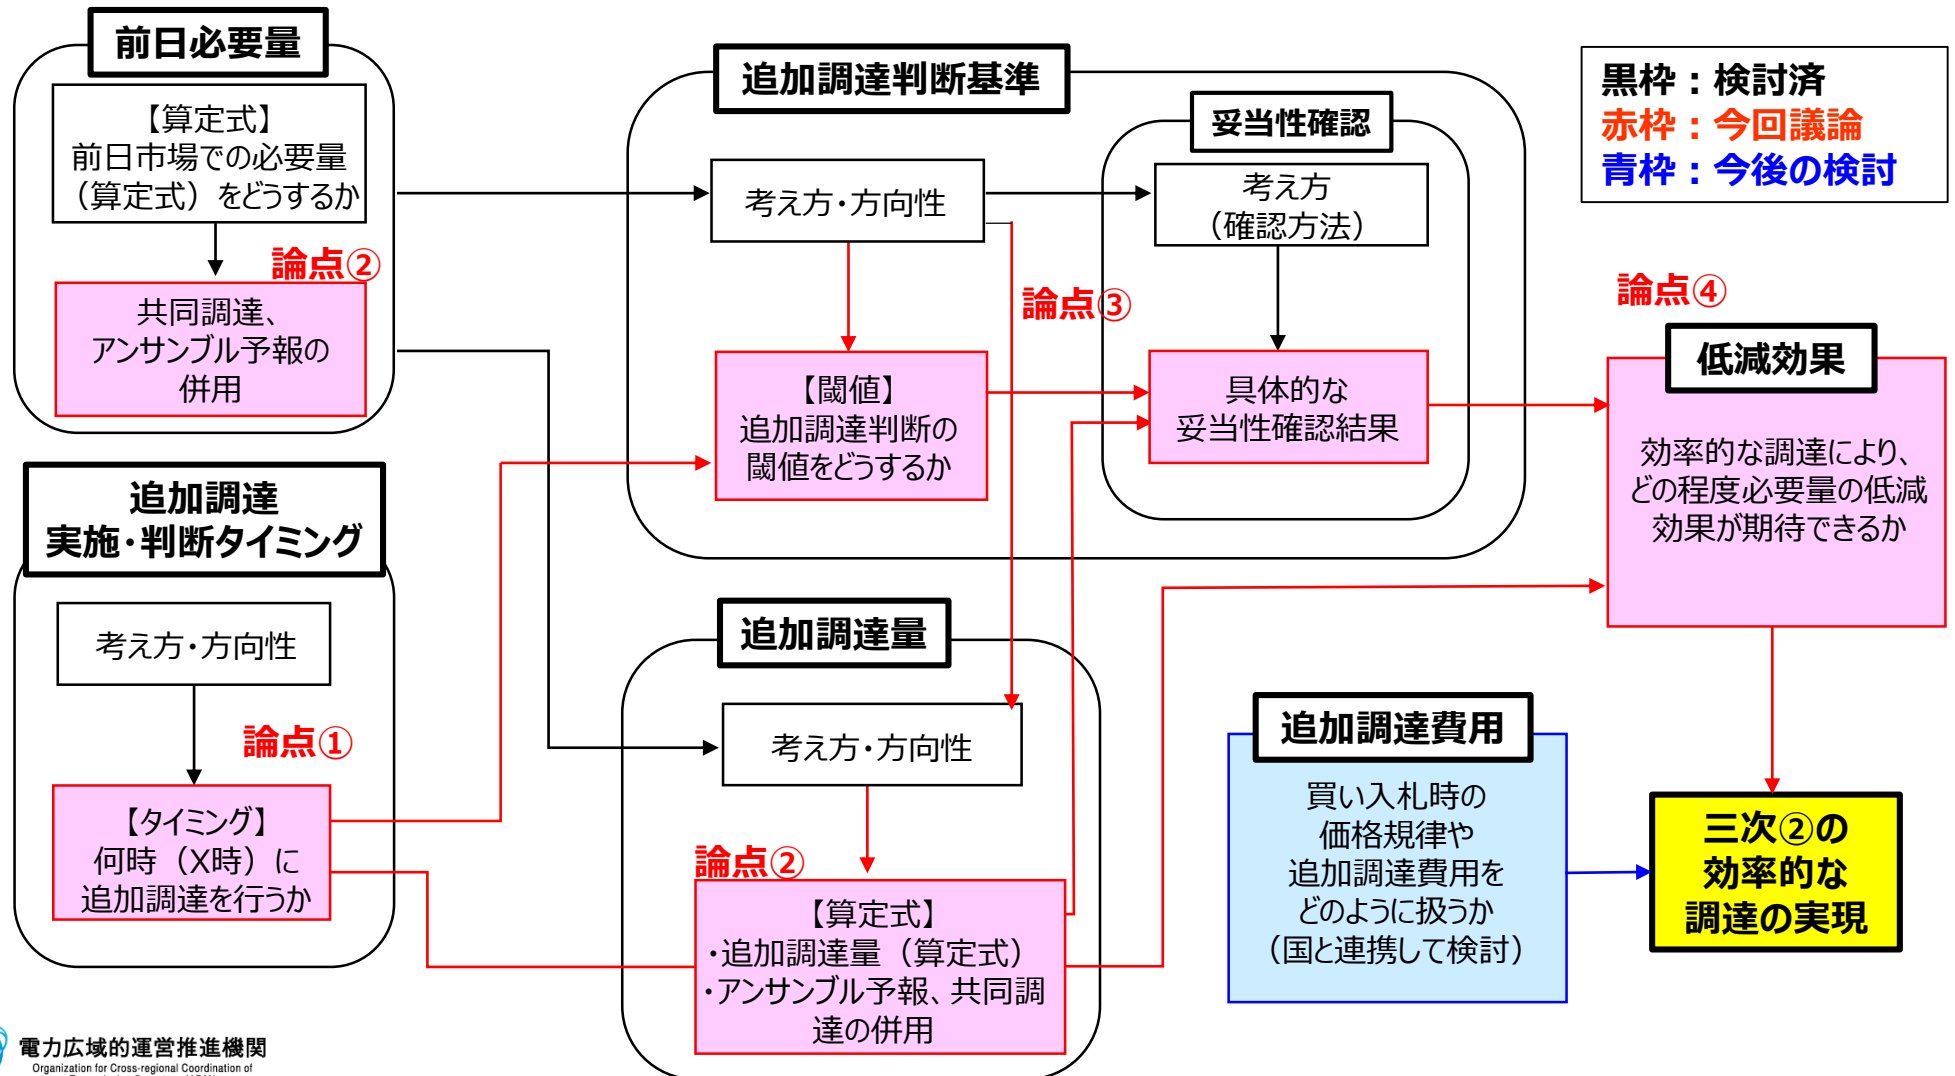 前日必要量
【算定式】
前日市場での必要量
（算定式）をどうするか
論点②
共同調達、
アンサンブル予報の
併用
追加調達
実施・判断タイミング
考え方・方向性
論点①
【タイミング】
何時（X時）に
追加調達を行うか
追加調達判断基準
考え方・方向性
妥当性確認
考え方
（確認方法）
論点③
【閾値】
追加調達判断の
閾値をどうするか
具体的な
妥当性確認結果
追加調達量
考え方・方向性
論点②
【算定式】
・追加調達量（算定式）
・アンサンブル予報、共同調
達の併用
黒枠：検討済
赤枠：今回議論
青枠：今後の検討
論点④
低減効果
効率的な調達により、
どの程度必要量の低減
効果が期待できるか
追加調達費用
買い入札時の
価格規律や
追加調達費用を
どのように扱うか
（国と連携して検討）
三次②の
効率的な
調達の実現
電力広域的運営推進機関
Organization for Cross-regional Coordination of